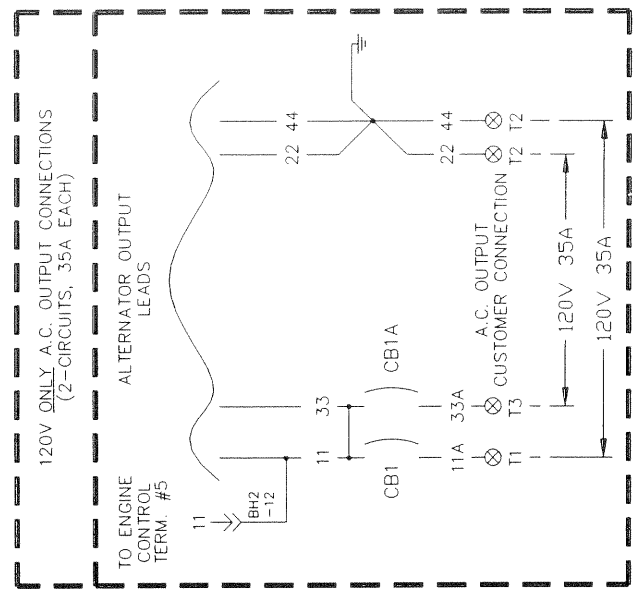 120V ONLY A.C. OUTPUT CONNECTIONS
(2-CIRCUITS, 35A EACH)
TO ENGINE
CONTROL
TERM. #5
ALTERNATOR OUTPUT
LEADS
11
BH2
-12
11
33
22
44
CB1
CB1A
11A
33A
22
44
T1
T3
T2
T2
A.C. OUTPUT
CUSTOMER CONNECTION
120V 35A
120V 35A